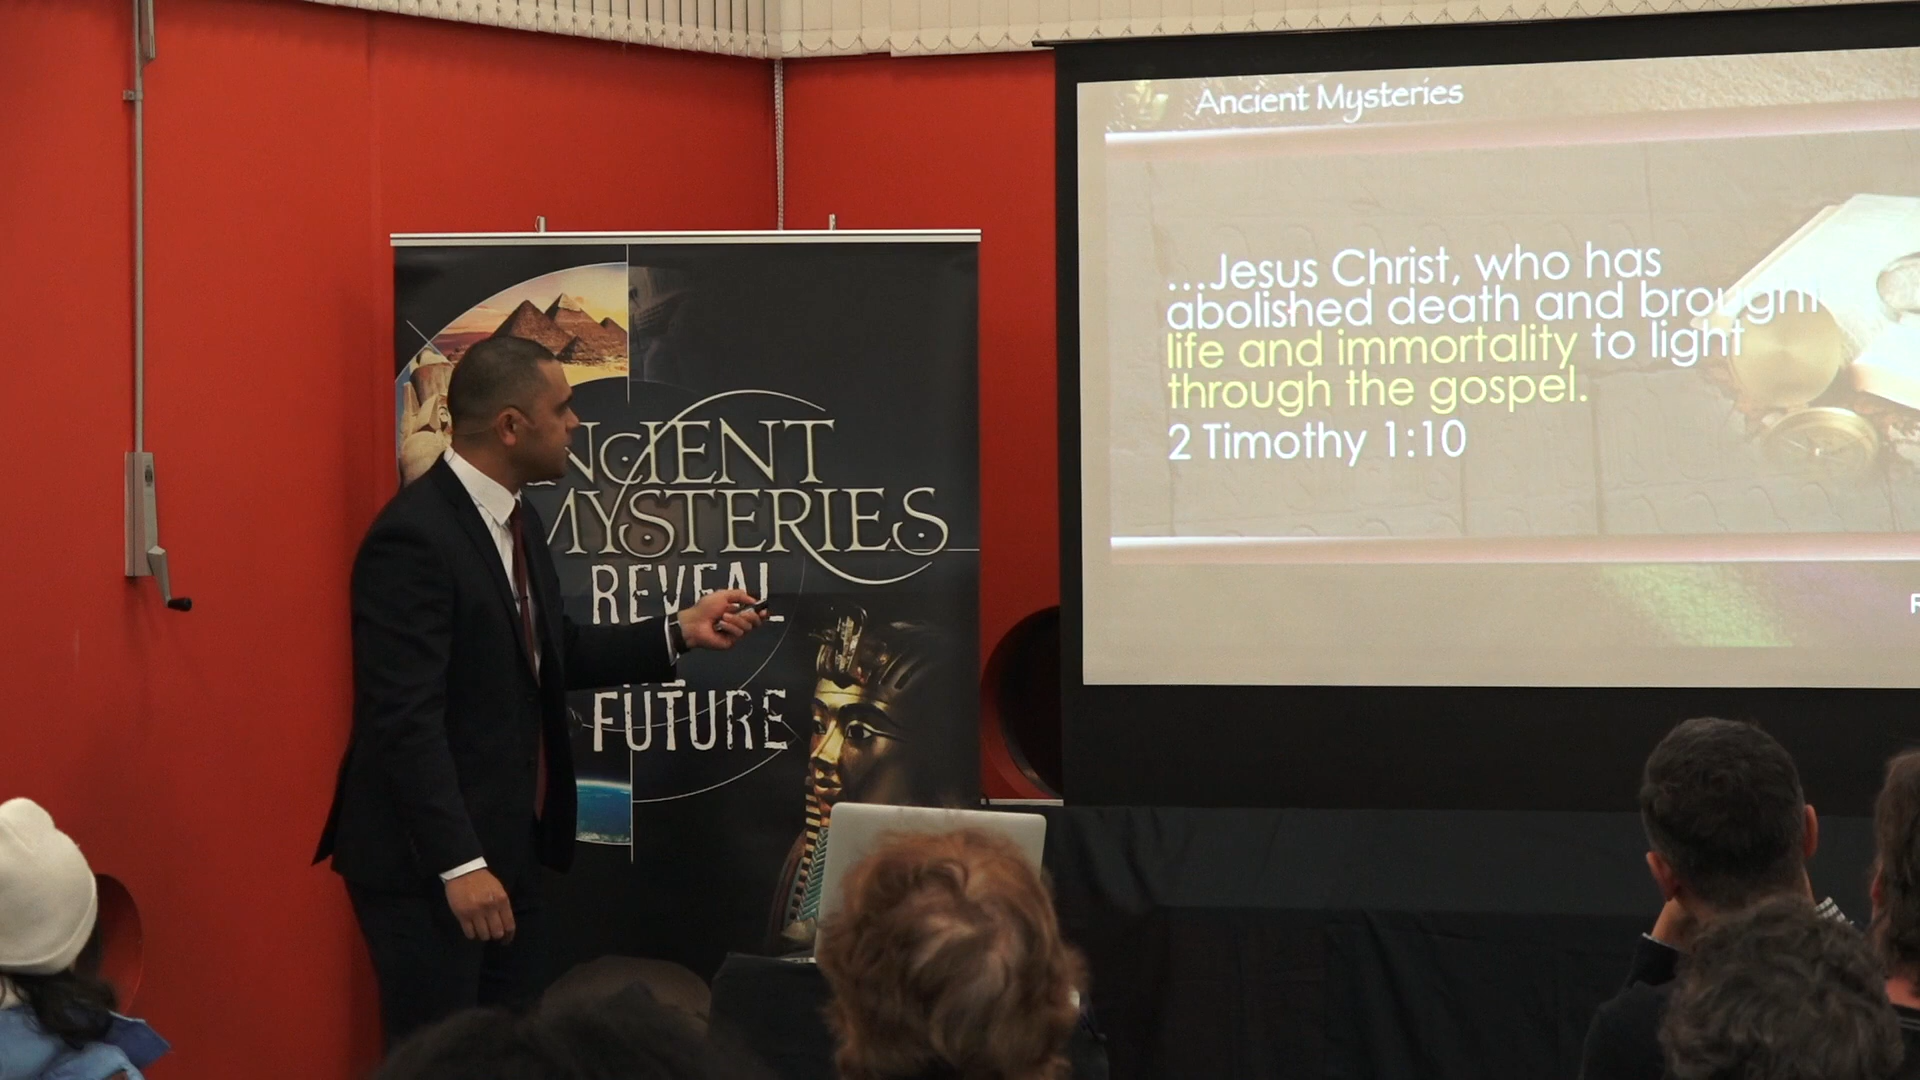 Ancient Mysteries
...Jesus Christ, who has
abolished death and brought
life and immortality to light
through the gospel.
2 Timothy 1:10
NCIENT
MYSTERIES
REVEAL
FUTURE